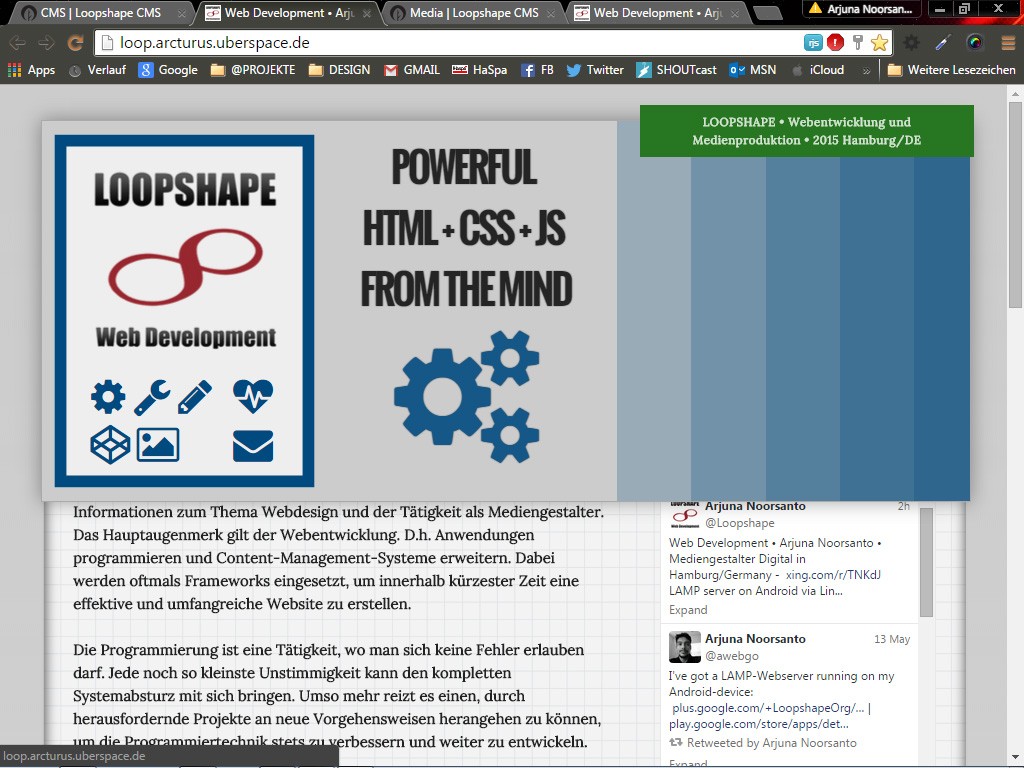 CMS | Loopshape CMS
Web Development • Arju
Media | Loopshape CMS
Web Development • Arju
Arjuna Noorsan...
loop.arcturus.uberspace.de
Apps
Verlauf
Google
@PROJEKTE
DESIGN
GMAIL
HaSpa
FB
Twitter
SHOUTcast
MSN
iCloud
»
Weitere Lesezeichen
LOOPSHAPE • Webentwicklung und
Medienproduktion • 2015 Hamburg/DE
LOOPSHAPE
Web Development
POWERFUL
HTML + CSS + JS
FROM THE MIND
Informationen zum Thema Webdesign und der Tätigkeit als Mediengestalter.
Das Hauptaugenmerk gilt der Webentwicklung. D.h. Anwendungen
programmieren und Content-Management-Systeme erweitern. Dabei
werden oftmals Frameworks eingesetzt, um innerhalb kürzester Zeit eine
effektive und umfangreiche Website zu erstellen.
Die Programmierung ist eine Tätigkeit, wo man sich keine Fehler erlauben
darf. Jede noch so kleinste Unstimmigkeit kann den kompletten
Systemabsturz mit sich bringen. Umso mehr reizt es einen, durch
herausfordernde Projekte an neue Vorgehensweisen herangehen zu können,
um die Programmiertechnik stets zu verbessern und weiter zu entwickeln.
Arjuna Noorsanto 2h
@Loopshape
Web Development • Arjuna Noorsanto •
Mediengestalter Digital in
Hamburg/Germany - xing.com/r/TNKdJ
LAMP server on Android via Lin...
Expand
Arjuna Noorsanto 13 May
@awebgo
I've got a LAMP-Webserver running on my
Android-device:
plus.google.com/+LoopshapeOrg/... |
play.google.com/store/apps/det...
Retweeted by Arjuna Noorsanto
Expand
loop.arcturus.uberspace.de